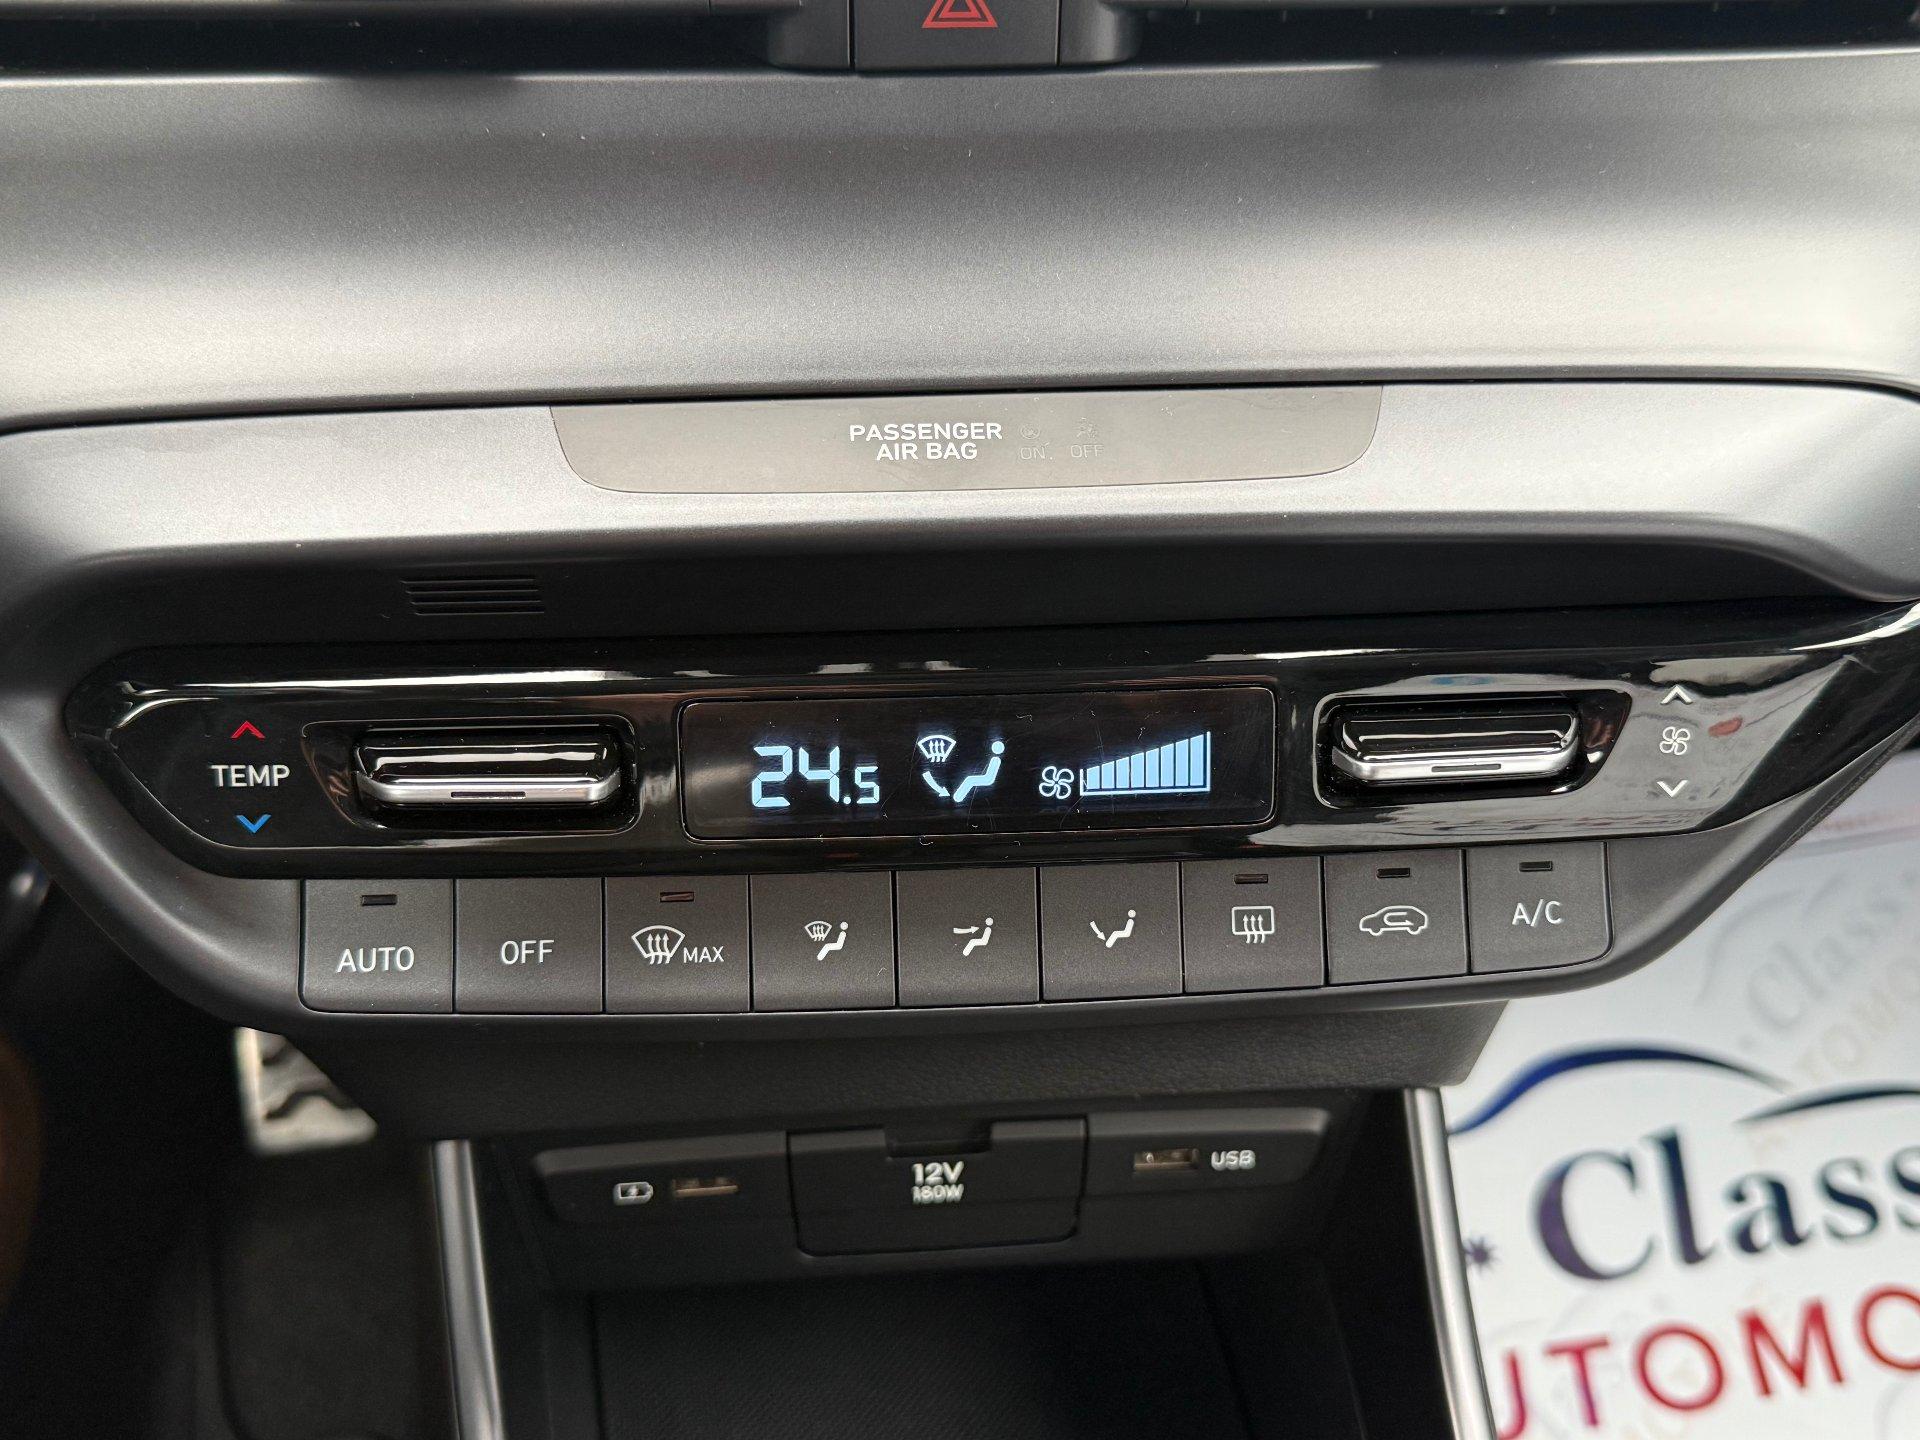 PASSENGER
AIR BAG
ON
OFF
TEMP
24.5
AUTO
OFF
MAX
A/C
12V
180W
USB
Class
UTOMO